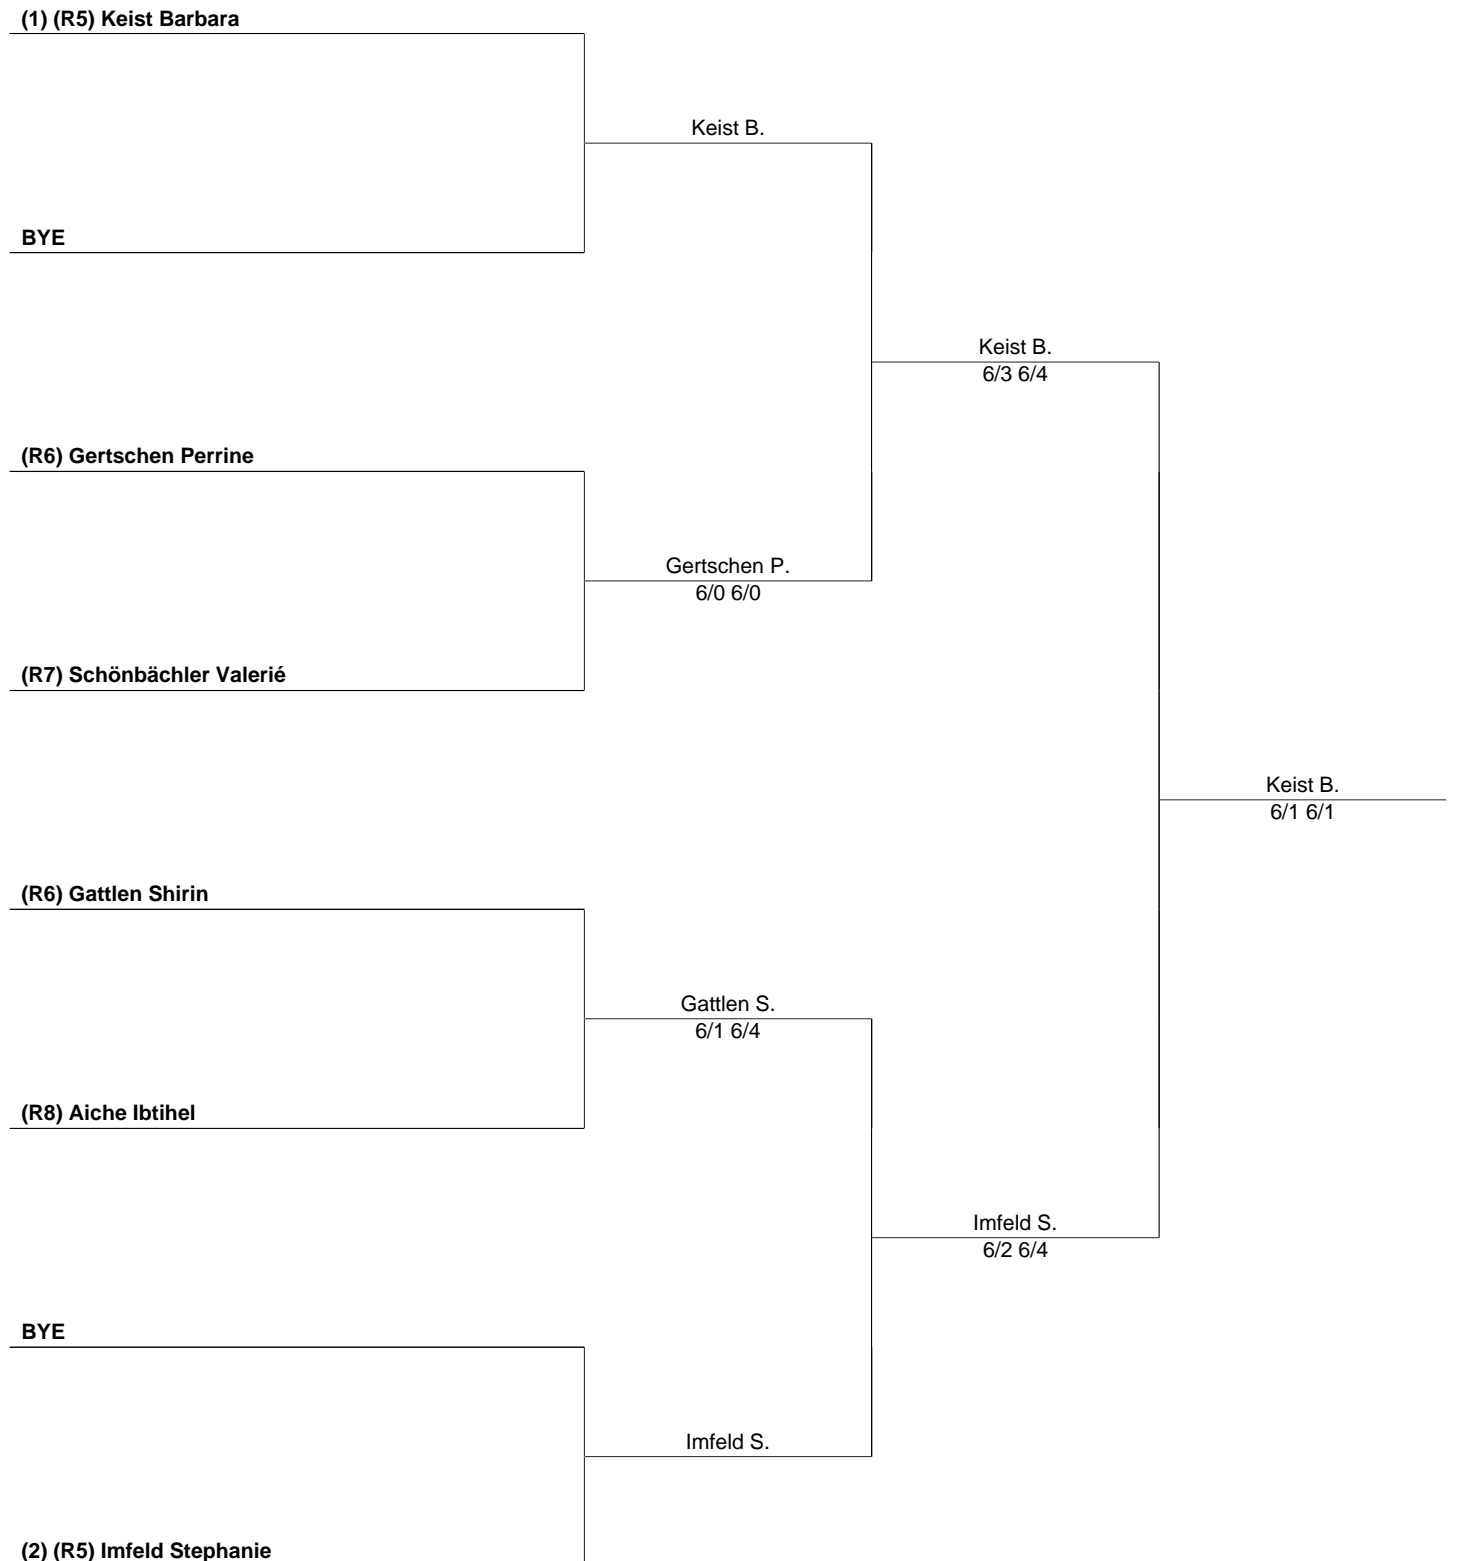 (1) (R5) Keist Barbara
Keist B.
BYE
Keist B.
6/3 6/4
(R6) Gertschen Perrine
Gertschen P.
6/0 6/0
(R7) Schönbächler Valerié
Keist B.
6/1 6/1
(R6) Gattlen Shirin
Gattlen S.
6/1 6/4
(R8) Aiche Ibtihel
Imfeld S.
6/2 6/4
BYE
Imfeld S.
(2) (R5) Imfeld Stephanie